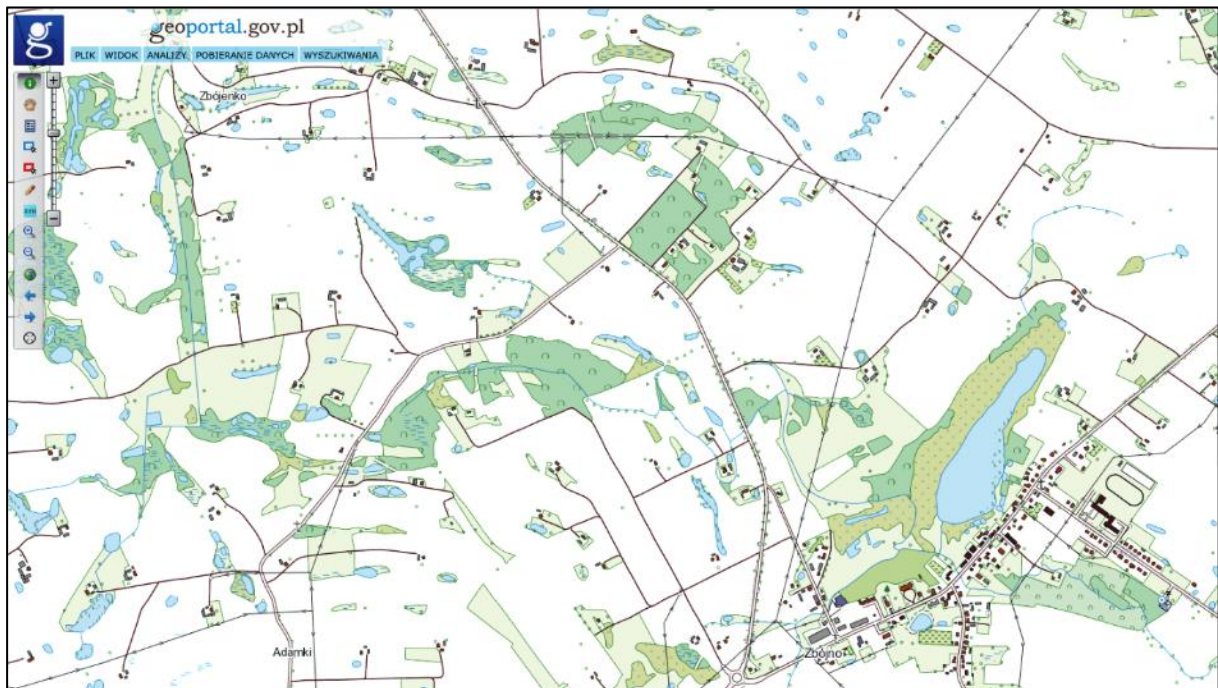 g
geoportal.gov.pl
PLIK WIDOK ANALIZY POBIERANIE DANYCH WYSZUKIWANIA
Zbójenko
Adamki
Zbójno